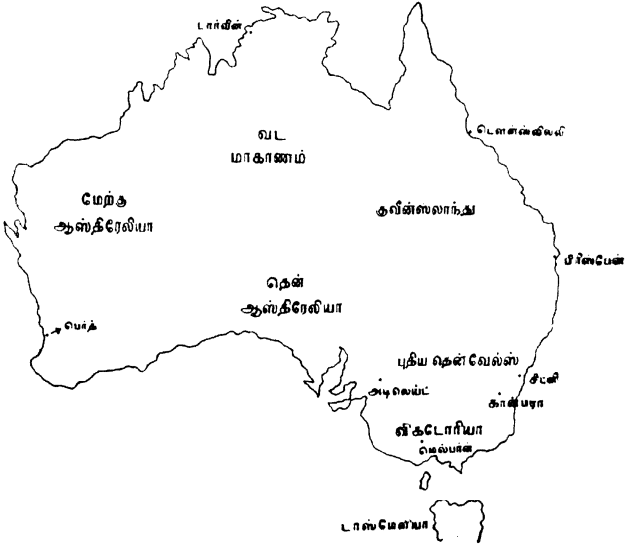 டார்வின்
வட
மாகாணம்
டௌன்ஸ்வில்லி
மேற்கு
ஆஸ்திரேலியா
குவீன்ஸ்லாந்து
பிரிஸ்பேன்
தென்
ஆஸ்திரேலியா
பெர்த்
புதிய தென் வேல்ஸ்
சிட்னி
அடிலெய்ட்
கான்பரா
விக்டோரியா
மெல்பர்ன்
டாஸ்மேனியா